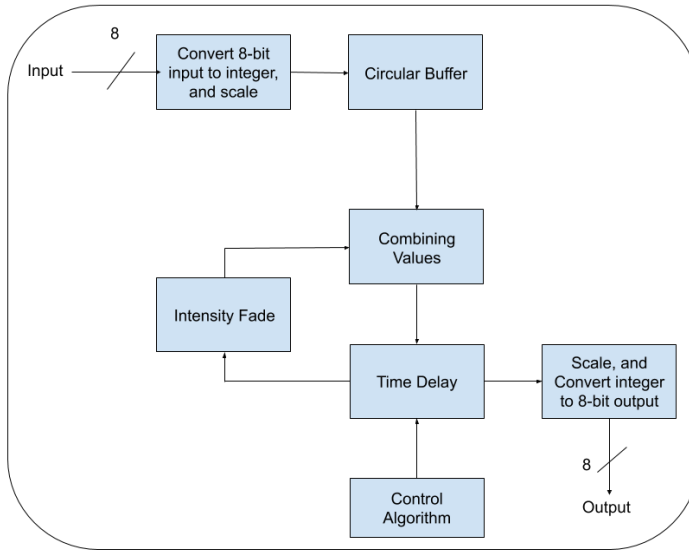 8
Input
Convert 8-bit
input to integer,
and scale
Circular Buffer
Combining
Values
Intensity Fade
Time Delay
Scale, and
Convert integer
to 8-bit output
8
Output
Control
Algorithm